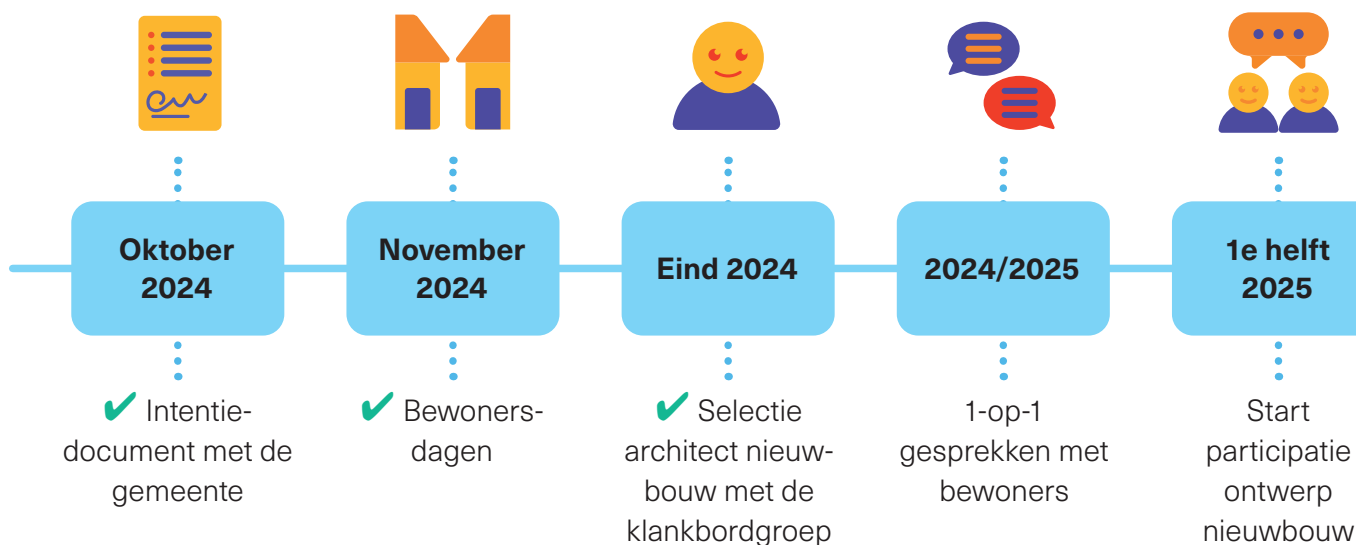 Oktober
2024
November
2024
Eind 2024
2024/2025
1e helft
2025
✔ Intentie-
document met de
gemeente
✔ Bewoners-
dagen
✔ Selectie
architect nieuw-
bouw met de
klankbordgroep
1-op-1
gesprekken met
bewoners
Start
participatie
ontwerp
nieuwbouw